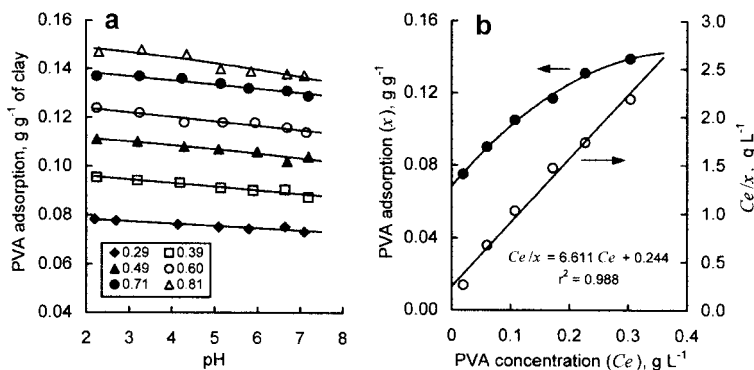 a
0.16
0.14
0.12
0.10
0.08
0.06
0.04
PVA adsorption, g g⁻¹ of clay
0.29 0.39
0.49 0.60
0.71 0.81
2 3 4 5 6 7 8
pH
b
0.16
0.12
0.08
0.04
0.00
PVA adsorption (x), g g⁻¹
3.0
2.5
2.0
1.5
1.0
0.5
0.0
Ce/x, g L⁻¹
Ce/x = 6.611 Ce + 0.244
r² = 0.988
0 0.1 0.2 0.3 0.4
PVA concentration (Ce), g L⁻¹